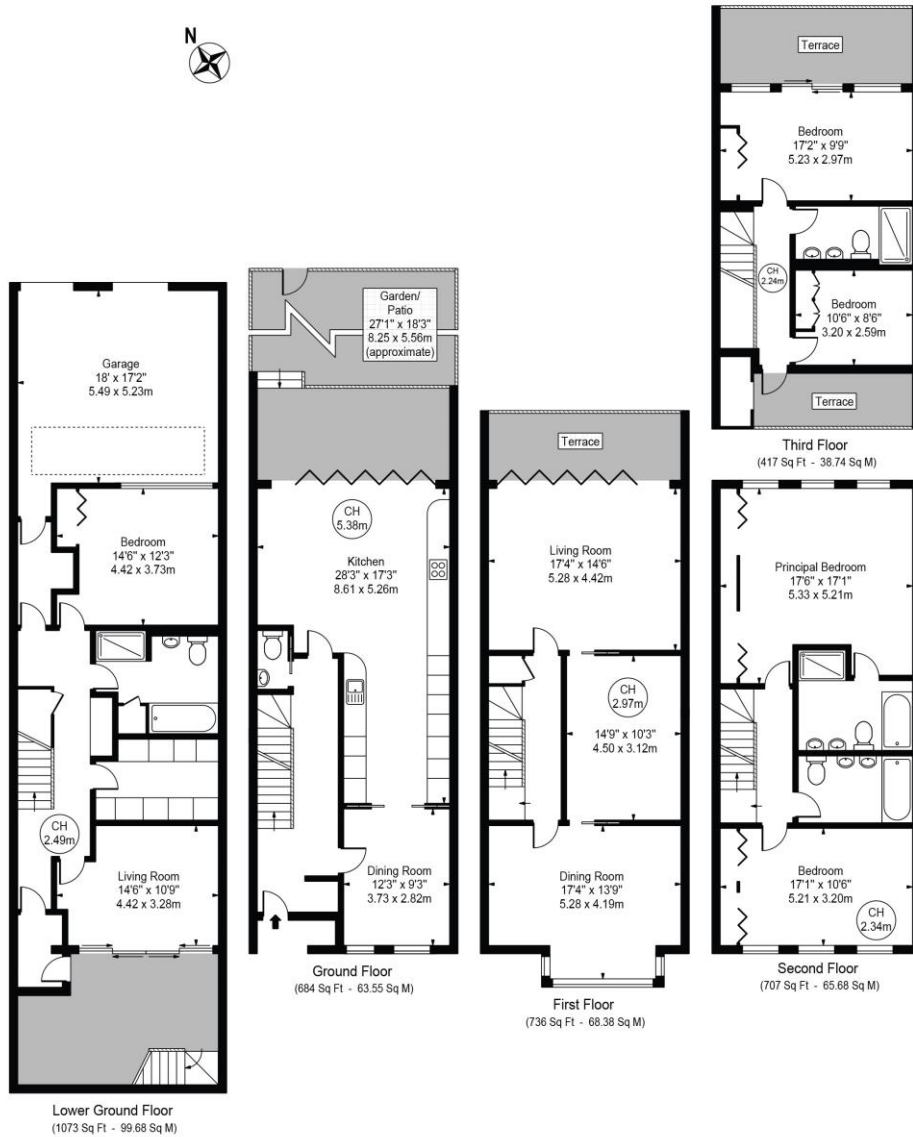 N
Garage
18' x 17'2"
5.49 x 5.23m
Bedroom
14'6" x 12'3"
4.42 x 3.73m
CH
2.49m
Living Room
14'6" x 10'9"
4.42 x 3.28m
Lower Ground Floor
(1073 Sq Ft - 99.68 Sq M)
Garden/
Patio
27'1" x 18'3"
8.25 x 5.56m
(approximate)
CH
5.38m
Kitchen
28'3" x 17'3"
8.61 x 5.26m
Dining Room
12'3" x 9'3"
3.73 x 2.82m
Ground Floor
(684 Sq Ft - 63.55 Sq M)
Terrace
Living Room
17'4" x 14'6"
5.28 x 4.42m
CH
2.97m
14'9" x 10'3"
4.50 x 3.12m
Dining Room
17'4" x 13'9"
5.28 x 4.19m
First Floor
(736 Sq Ft - 68.38 Sq M)
Terrace
Bedroom
17'2" x 9'9"
5.23 x 2.97m
CH
2.24m
Bedroom
10'6" x 8'6"
3.20 x 2.59m
Terrace
Third Floor
(417 Sq Ft - 38.74 Sq M)
Principal Bedroom
17'6" x 17'1"
5.33 x 5.21m
Bedroom
17'1" x 10'6"
5.21 x 3.20m
CH
2.34m
Second Floor
(707 Sq Ft - 65.68 Sq M)